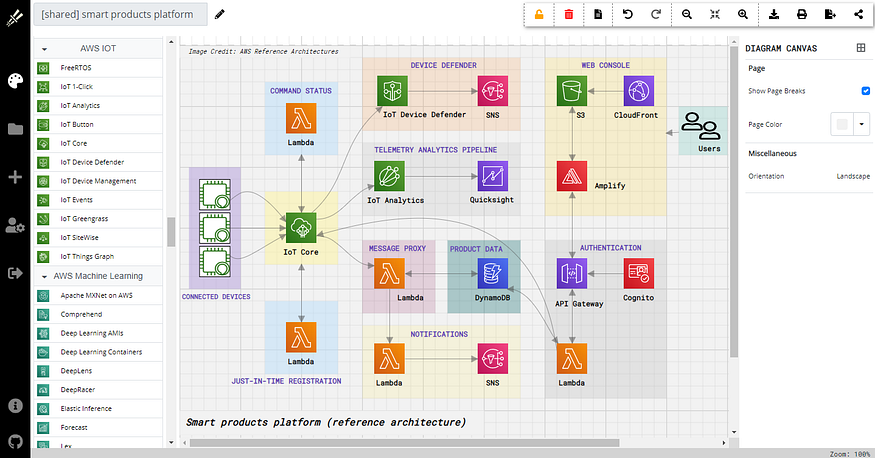 [shared] smart products platform
AWS IOT
FreeRTOS
IoT 1-Click
IoT Analytics
IoT Button
IoT Core
IoT Device Defender
IoT Device Management
IoT Events
IoT Greengrass
IoT SiteWise
IoT Things Graph
AWS Machine Learning
Apache MXNet on AWS
Comprehend
Deep Learning AMIs
Deep Learning Containers
DeepLens
DeepRacer
Elastic Inference
Forecast
Lex
Image Credit: AWS Reference Architectures
DEVICE DEFENDER
IoT Device Defender
SNS
WEB CONSOLE
S3
CloudFront
Amplify
Users
COMMAND STATUS
Lambda
TELEMETRY ANALYTICS PIPELINE
IoT Analytics
Quicksight
CONNECTED DEVICES
IoT Core
MESSAGE PROXY
Lambda
PRODUCT DATA
DynamoDB
AUTHENTICATION
API Gateway
Cognito
Lambda
Lambda
JUST-IN-TIME REGISTRATION
NOTIFICATIONS
Lambda
SNS
Smart products platform (reference architecture)
DIAGRAM CANVAS
Page
Show Page Breaks
Page Color
Miscellaneous
Orientation
Landscape
Zoom: 100%